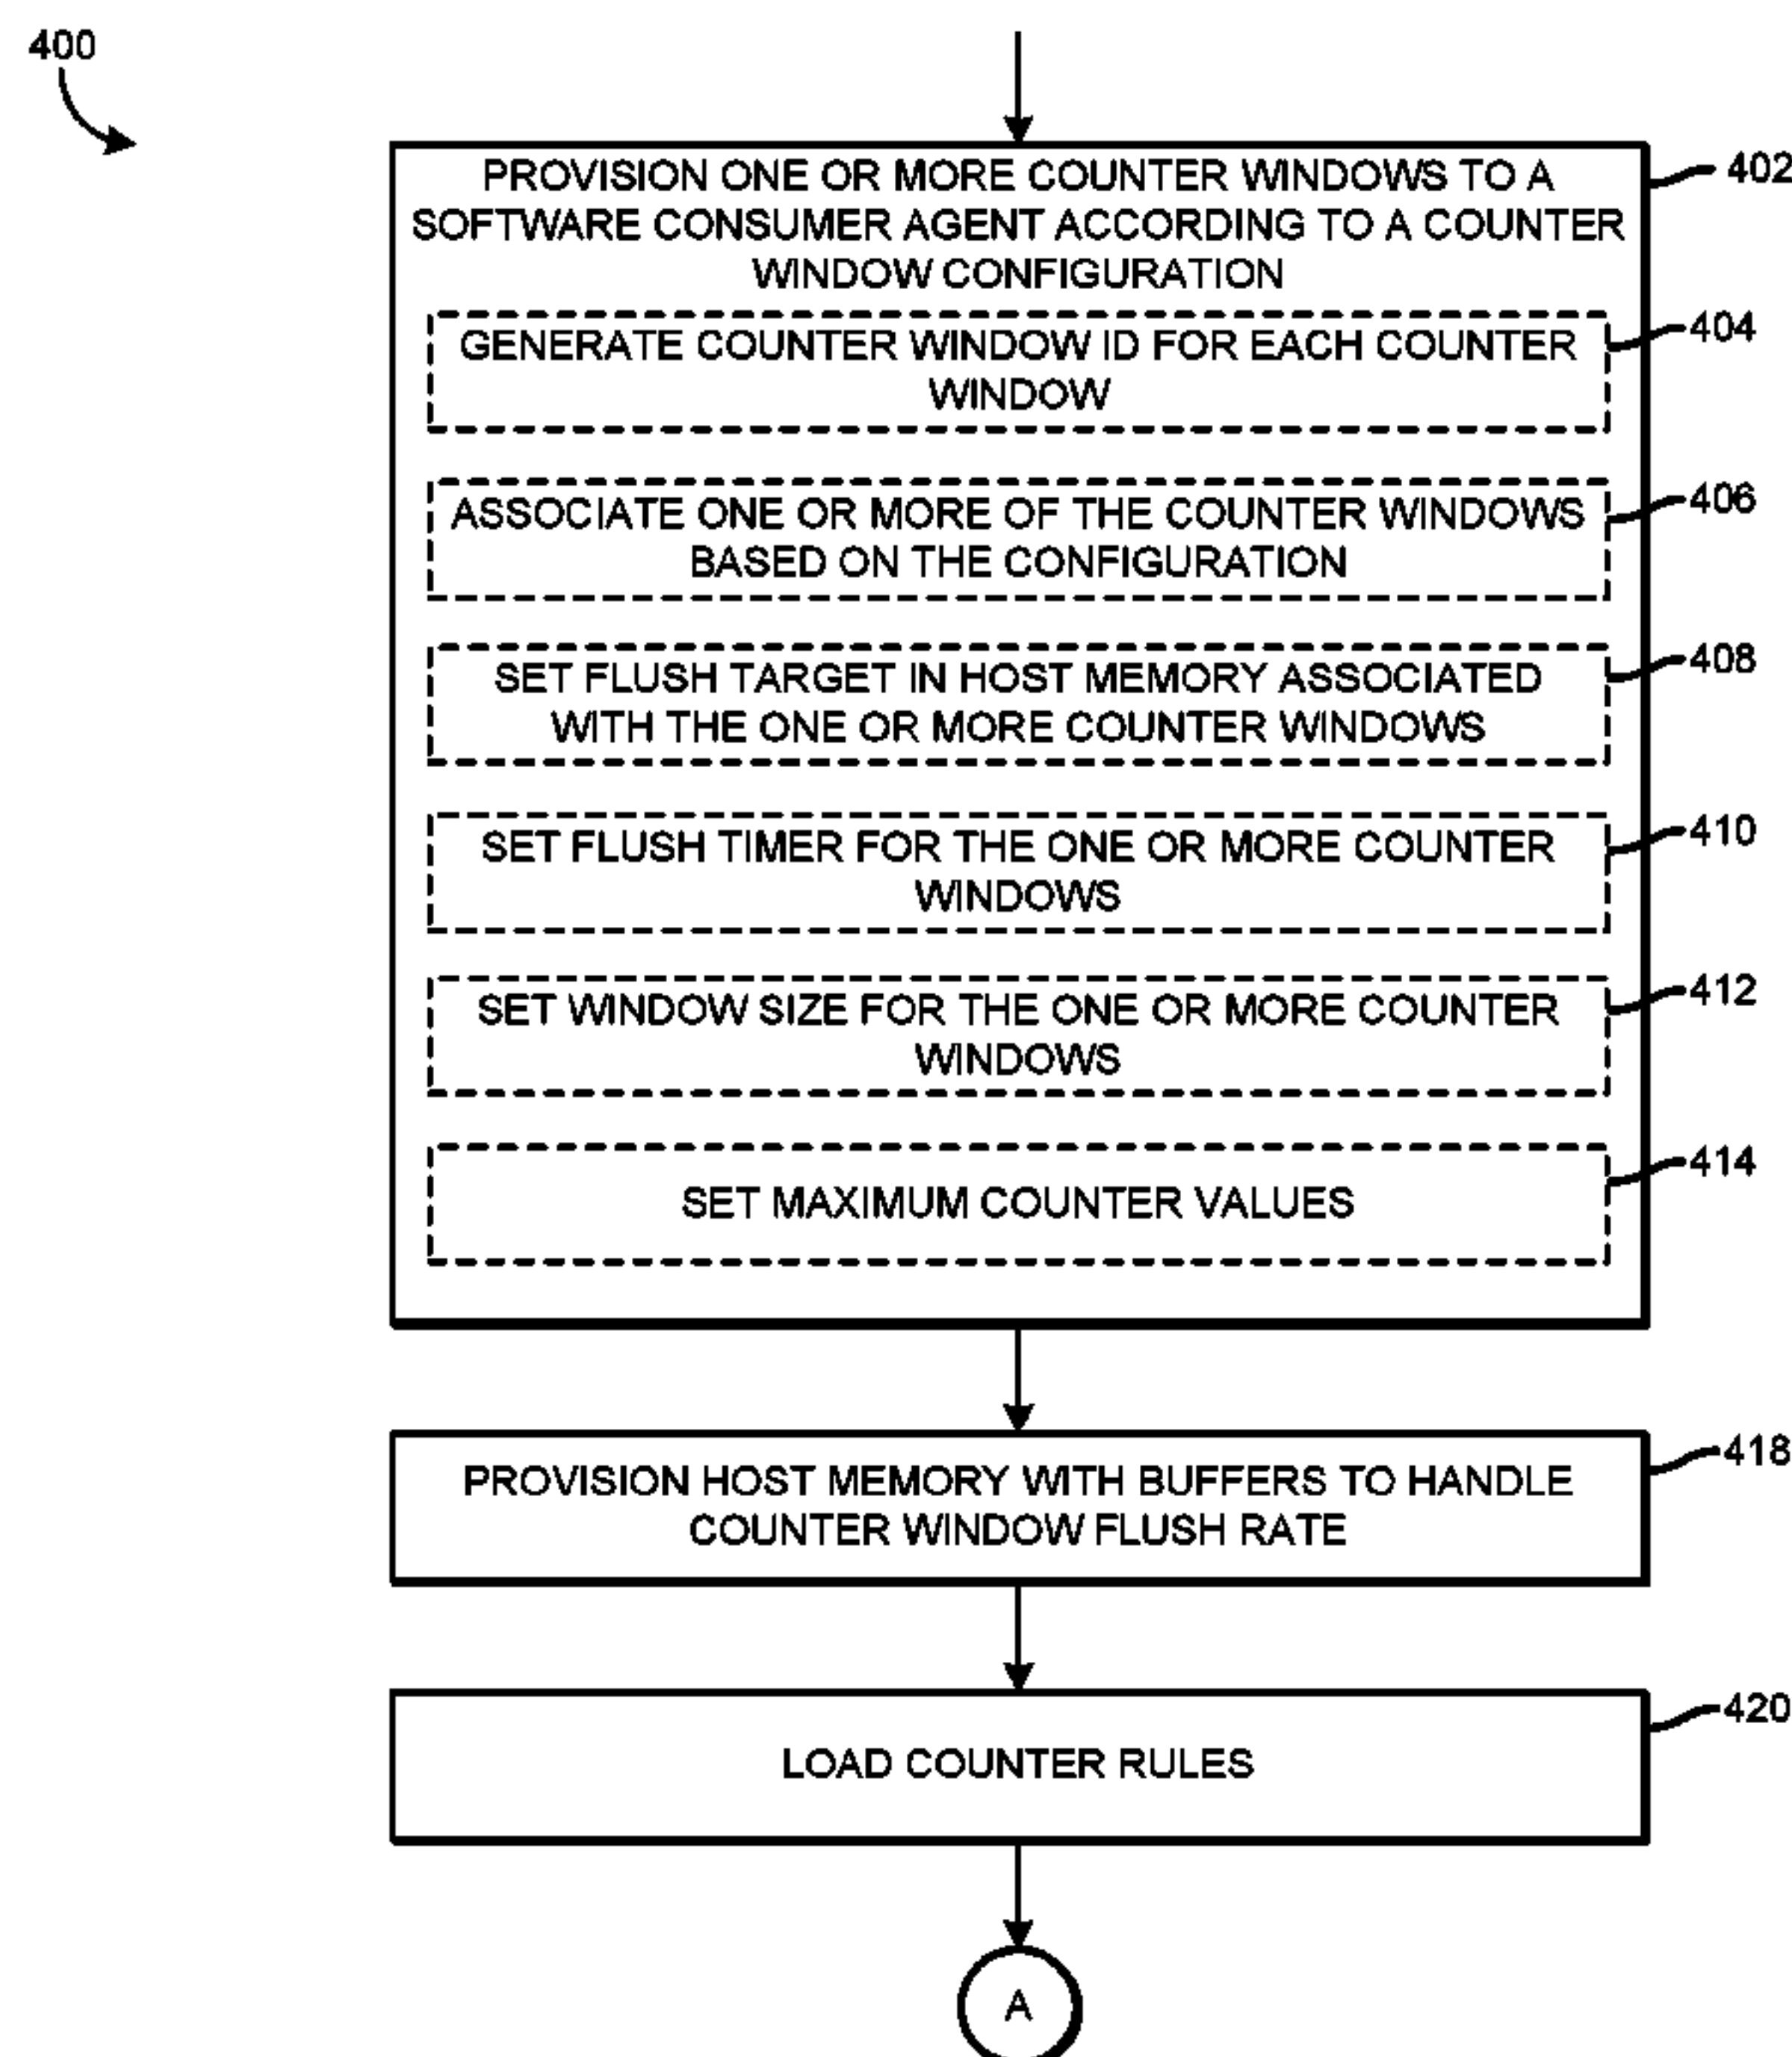 400
PROVISION ONE OR MORE COUNTER WINDOWS TO A
SOFTWARE CONSUMER AGENT ACCORDING TO A COUNTER
WINDOW CONFIGURATION
402
GENERATE COUNTER WINDOW ID FOR EACH COUNTER
WINDOW
404
ASSOCIATE ONE OR MORE OF THE COUNTER WINDOWS
BASED ON THE CONFIGURATION
406
SET FLUSH TARGET IN HOST MEMORY ASSOCIATED
WITH THE ONE OR MORE COUNTER WINDOWS
408
SET FLUSH TIMER FOR THE ONE OR MORE COUNTER
WINDOWS
410
SET WINDOW SIZE FOR THE ONE OR MORE COUNTER
WINDOWS
412
SET MAXIMUM COUNTER VALUES
414
PROVISION HOST MEMORY WITH BUFFERS TO HANDLE
COUNTER WINDOW FLUSH RATE
418
LOAD COUNTER RULES
420
A